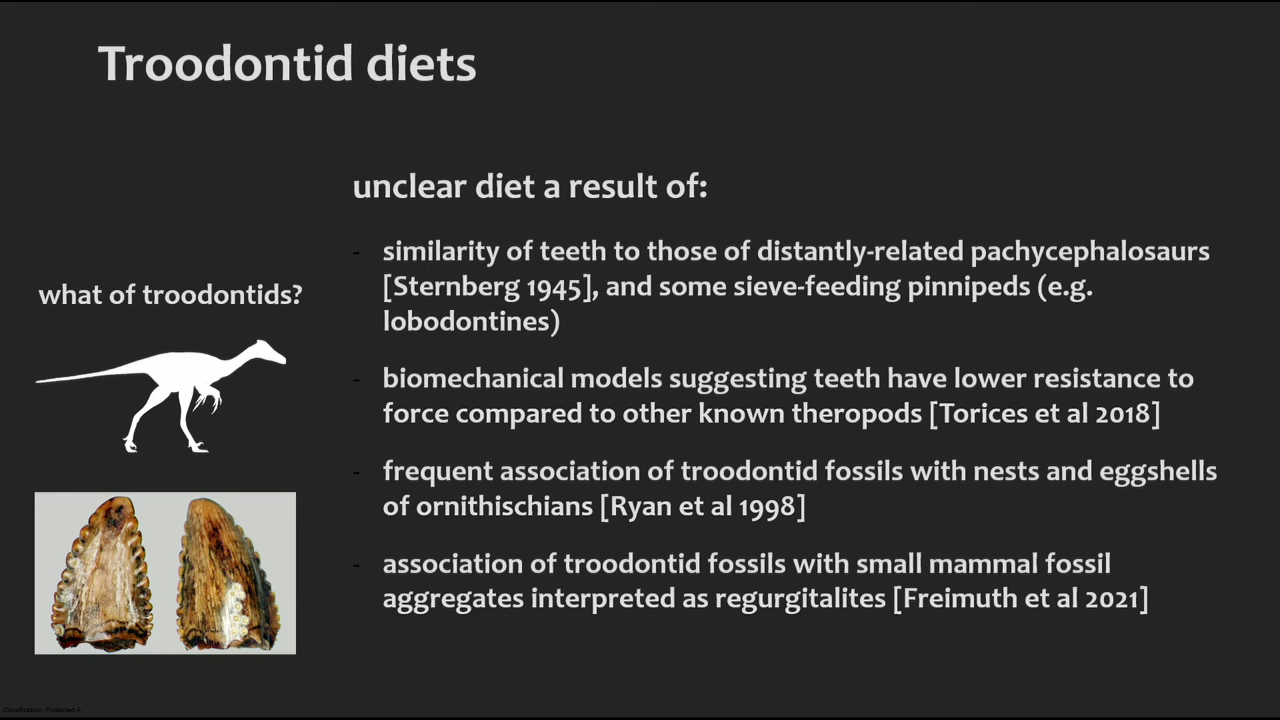 Troodontid diets
unclear diet a result of:
- similarity of teeth to those of distantly-related pachycephalosaurs
[Sternberg 1945], and some sieve-feeding pinnipeds (e.g.
lobodontines)
what of troodontids?
- biomechanical models suggesting teeth have lower resistance to
force compared to other known theropods [Torices et al 2018]
- frequent association of troodontid fossils with nests and eggshells
of ornithischians [Ryan et al 1998]
- association of troodontid fossils with small mammal fossil
aggregates interpreted as regurgitalites [Freimuth et al 2021]
Classification: Protected A